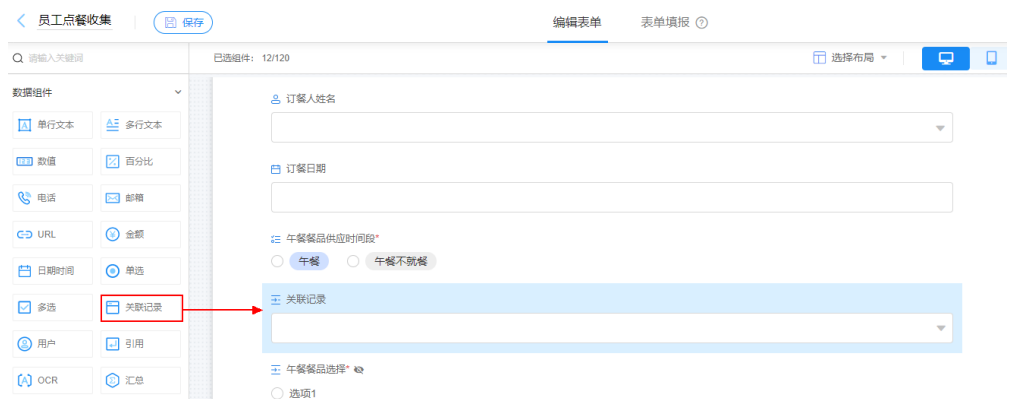 员工点餐收集 保存 编辑表单 表单填报
请输入关键词 已选组件： 12/120 选择布局
数据组件
单行文本 多行文本
数值 百分比
电话 邮箱
URL 金额
日期时间 单选
多选 关联记录
用户 引用
OCR 汇总
订餐人姓名
订餐日期
午餐餐品供应时间段*
午餐 午餐不就餐
关联记录
午餐餐品选择*
选项1